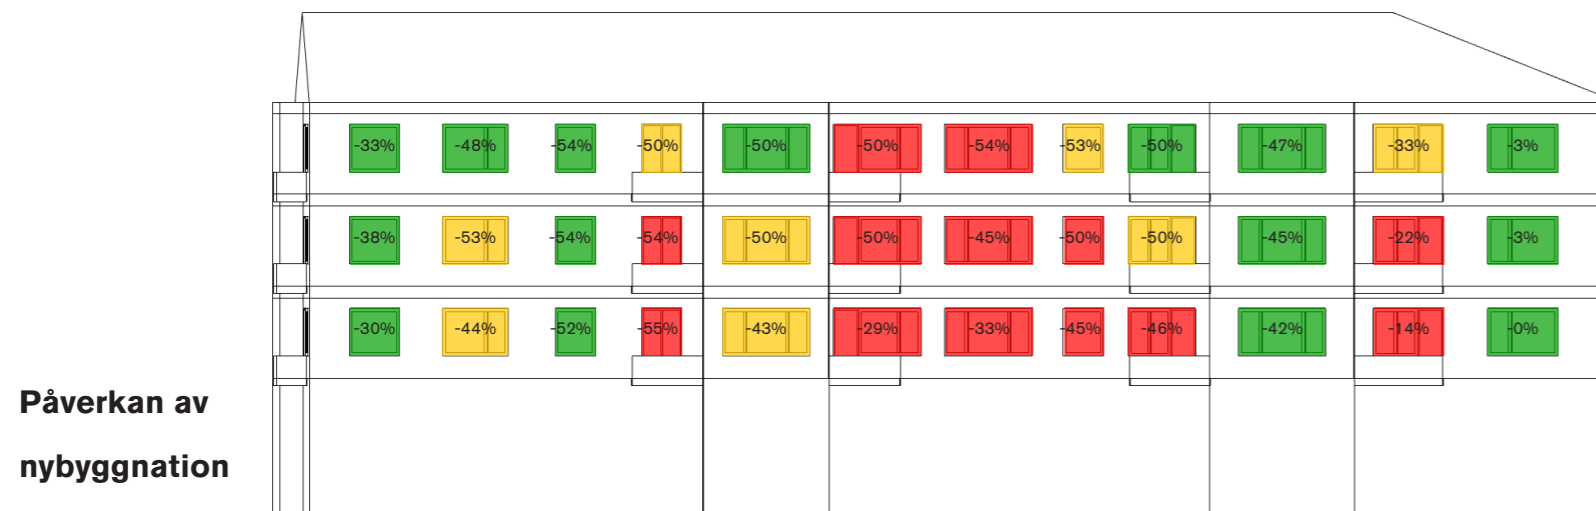 -33% -48% -54% -50% -50% -50% -54% -53% -50% -47% -33% -3%
-38% -53% -54% -54% -50% -50% -45% -50% -50% -45% -22% -3%
-30% -44% -52% -55% -43% -29% -33% -45% -46% -42% -14% -0%
Påverkan av
nybyggnation